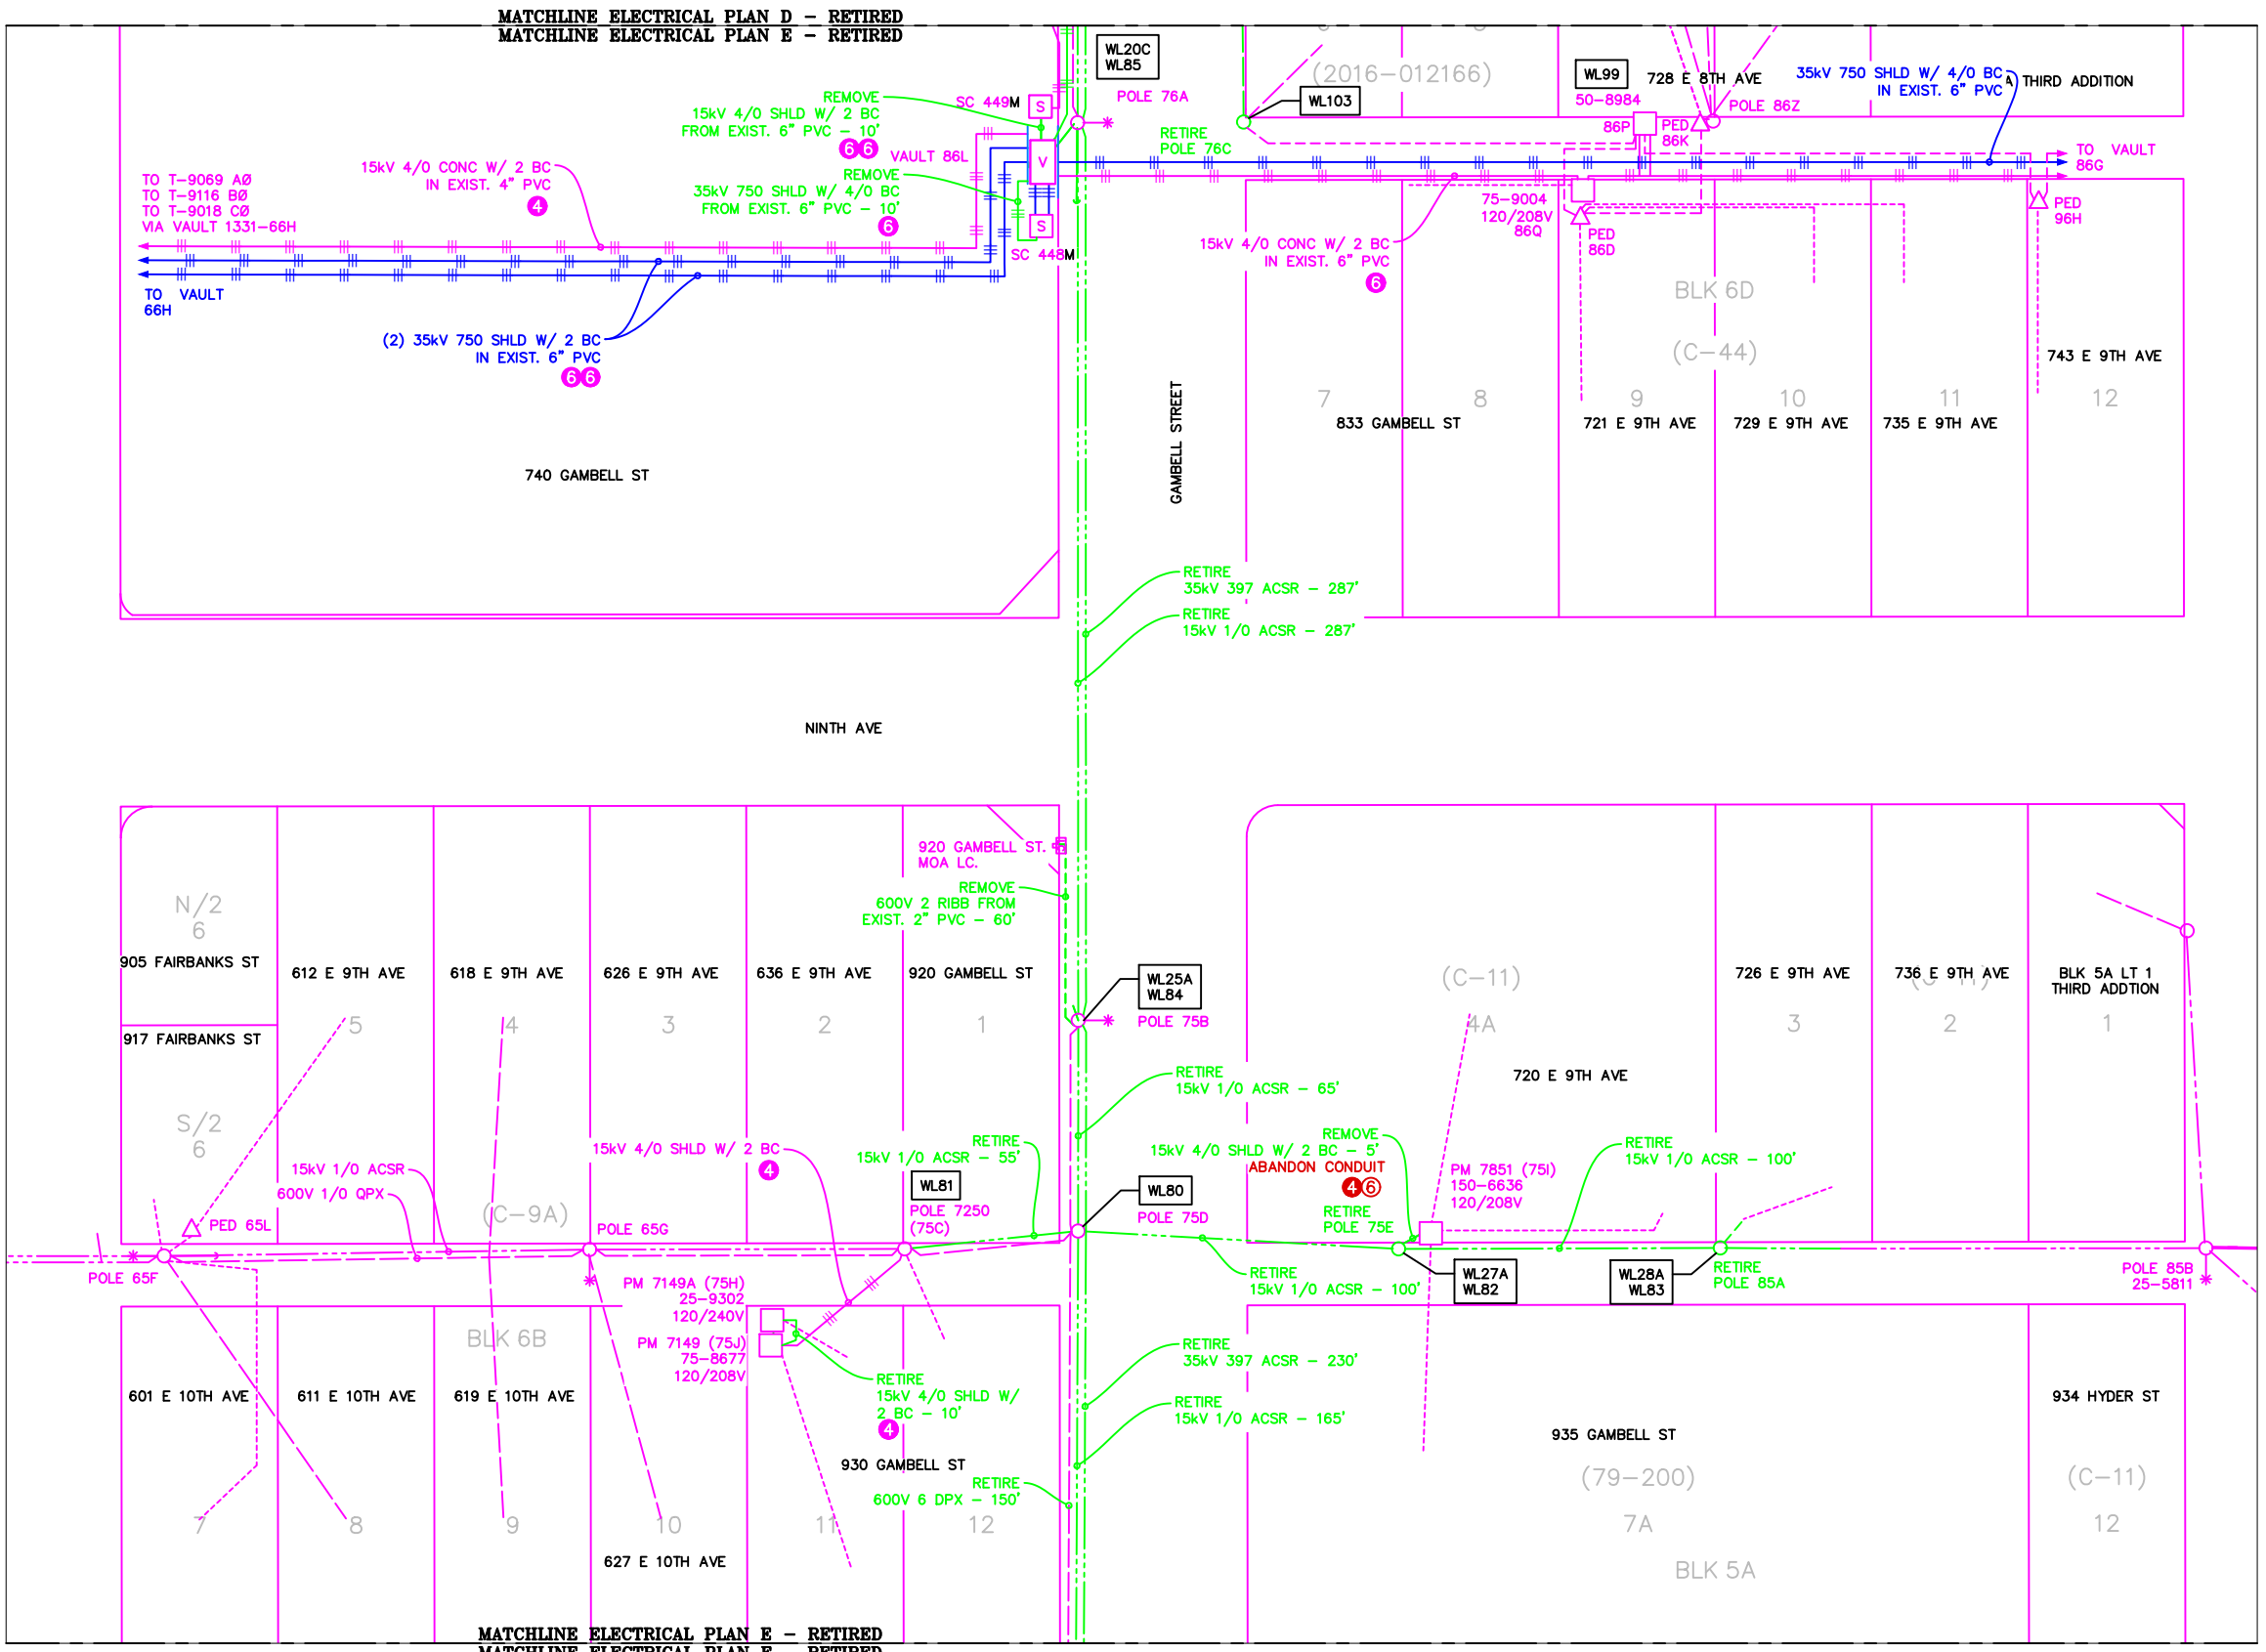 MATCHLINE ELECTRICAL PLAN D - RETIRED
MATCHLINE ELECTRICAL PLAN E - RETIRED
WL20C
WL85
POLE 76A
(2016-012166)
WL103
WL99
728 E 8TH AVE
50-8984
86P
PED
86K
POLE 86Z
35kV 750 SHLD W/ 4/0 BC
IN EXIST. 6" PVC
THIRD ADDITION
REMOVE
15kV 4/0 SHLD W/ 2 BC
FROM EXIST. 6" PVC - 10'
6 6
SC 449M
S
VAULT 86L
V
REMOVE
35kV 750 SHLD W/ 4/0 BC
FROM EXIST. 6" PVC - 10'
6
S
SC 448M
15kV 4/0 CONC W/ 2 BC
IN EXIST. 4" PVC
4
TO T-9069 AØ
TO T-9116 BØ
TO T-9018 CØ
VIA VAULT 1331-66H
TO VAULT
66H
(2) 35kV 750 SHLD W/ 2 BC
IN EXIST. 6" PVC
6 6
RETIRE
POLE 76C
TO VAULT
86G
75-9004
120/208V
86Q
PED
86D
PED
96H
15kV 4/0 CONC W/ 2 BC
IN EXIST. 6" PVC
6
BLK 6D
(C-44)
743 E 9TH AVE
7
8
9
10
11
12
833 GAMBELL ST
721 E 9TH AVE
729 E 9TH AVE
735 E 9TH AVE
GAMBELL STREET
740 GAMBELL ST
RETIRE
35kV 397 ACSR - 287'
RETIRE
15kV 1/0 ACSR - 287'
NINTH AVE
920 GAMBELL ST.
MOA LC.
REMOVE
600V 2 RIBB FROM
EXIST. 2" PVC - 60'
N/2
6
905 FAIRBANKS ST
612 E 9TH AVE
618 E 9TH AVE
626 E 9TH AVE
636 E 9TH AVE
920 GAMBELL ST
WL25A
WL84
POLE 75B
(C-11)
4A
726 E 9TH AVE
736 E 9TH AVE
BLK 5A LT 1
THIRD ADDTION
5
4
3
2
1
3
2
1
917 FAIRBANKS ST
720 E 9TH AVE
S/2
6
RETIRE
15kV 1/0 ACSR - 65'
15kV 4/0 SHLD W/ 2 BC
4
RETIRE
15kV 1/0 ACSR - 55'
REMOVE
15kV 4/0 SHLD W/ 2 BC - 5'
ABANDON CONDUIT
4 6
RETIRE
POLE 75E
RETIRE
15kV 1/0 ACSR - 100'
PM 7851 (75I)
150-6636
120/208V
15kV 1/0 ACSR
600V 1/0 QPX
(C-9A)
WL81
POLE 7250
(75C)
WL80
POLE 75D
PED 65L
POLE 65G
POLE 65F
PM 7149A (75H)
25-9302
120/240V
PM 7149 (75J)
75-8677
120/208V
RETIRE
15kV 1/0 ACSR - 100'
WL27A
WL82
WL28A
WL83
RETIRE
POLE 85A
POLE 85B
25-5811
BLK 6B
RETIRE
15kV 4/0 SHLD W/
2 BC - 10'
4
RETIRE
35kV 397 ACSR - 230'
RETIRE
15kV 1/0 ACSR - 165'
601 E 10TH AVE
611 E 10TH AVE
619 E 10TH AVE
934 HYDER ST
935 GAMBELL ST
930 GAMBELL ST
RETIRE
600V 6 DPX - 150'
(79-200)
(C-11)
7
8
9
10
11
12
7A
12
627 E 10TH AVE
BLK 5A
MATCHLINE ELECTRICAL PLAN E - RETIRED